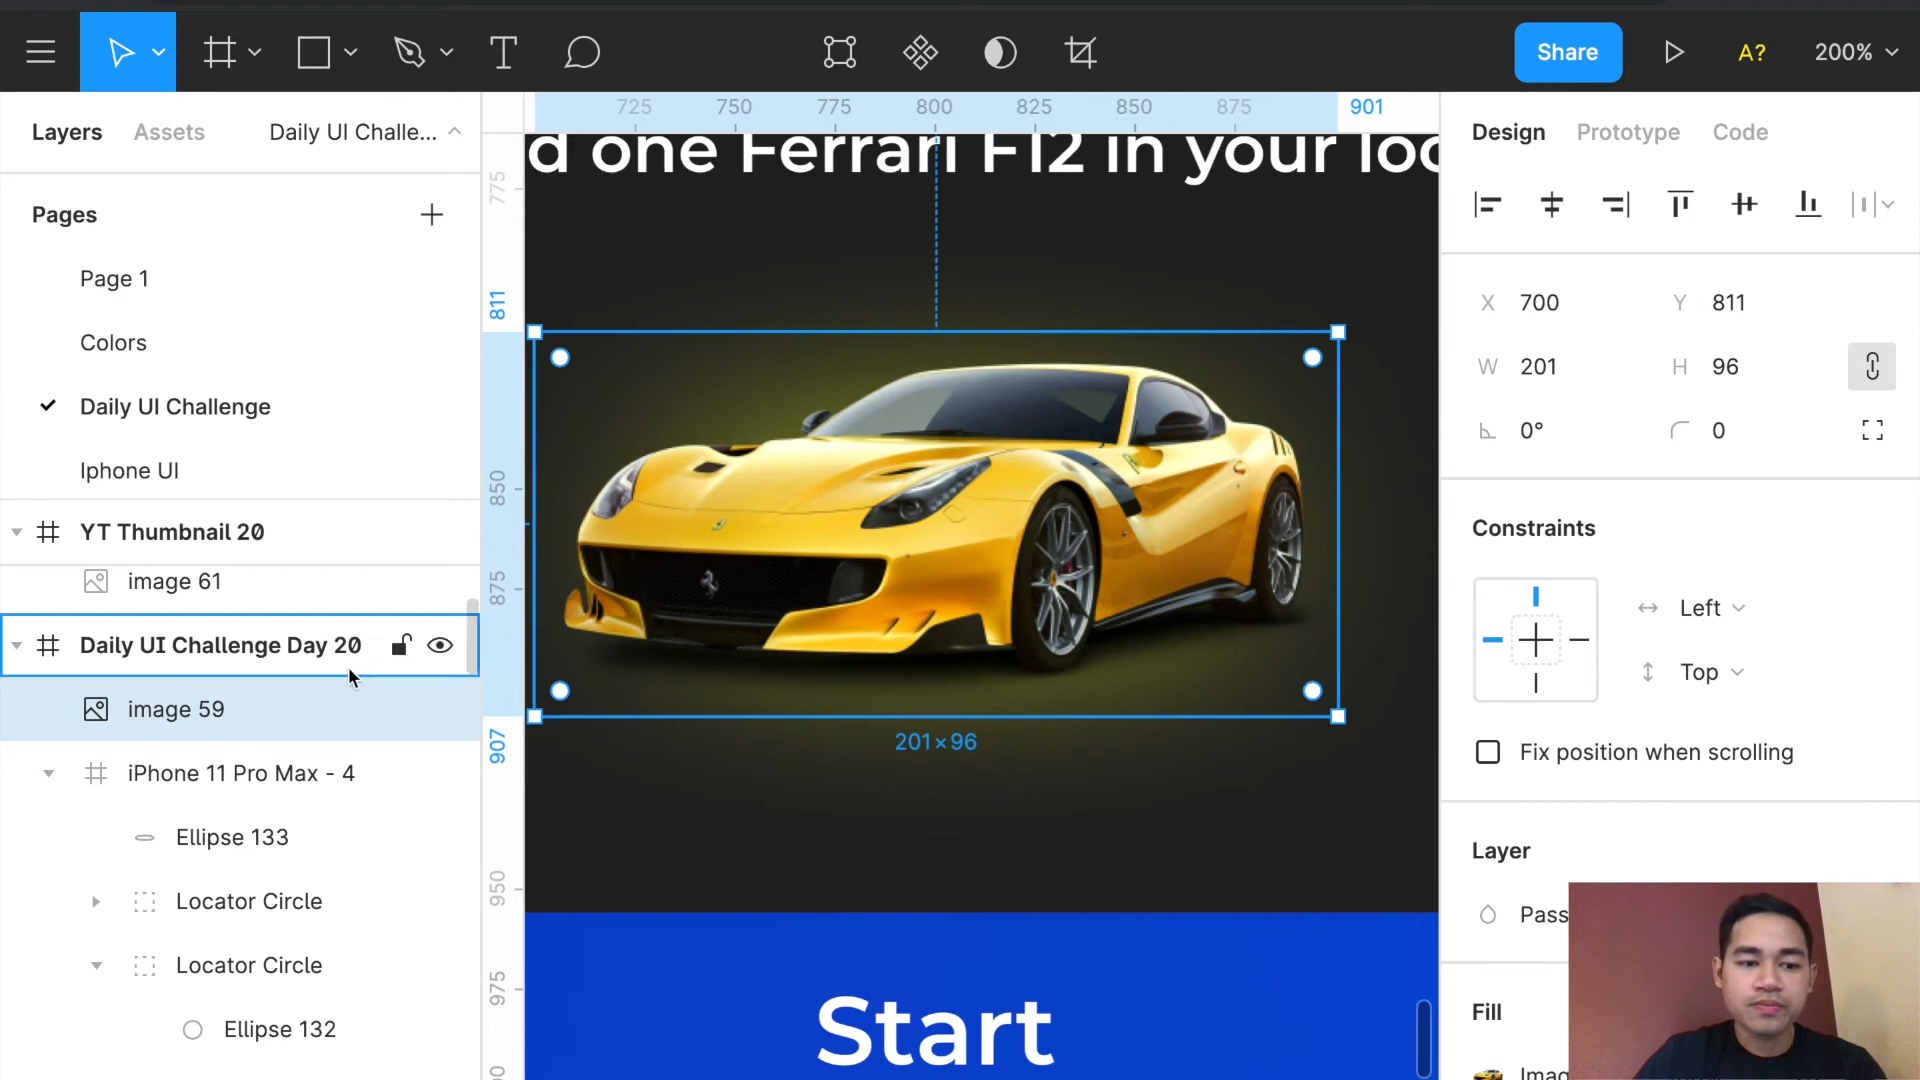 Share
A?
200%
Layers
Assets
Daily UI Challe...
725
750
775
800
825
850
875
901
Design
Prototype
Code
d one Ferrari F12 in your loc
Pages
Page 1
Colors
Daily UI Challenge
Iphone UI
YT Thumbnail 20
image 61
Daily UI Challenge Day 20
image 59
iPhone 11 Pro Max - 4
Ellipse 133
Locator Circle
Locator Circle
Ellipse 132
775
811
850
875
907
950
975
201×96
Start
X 700
Y 811
W 201
H 96
0°
0
Constraints
Left
Top
Fix position when scrolling
Layer
Pass
Fill
Imag